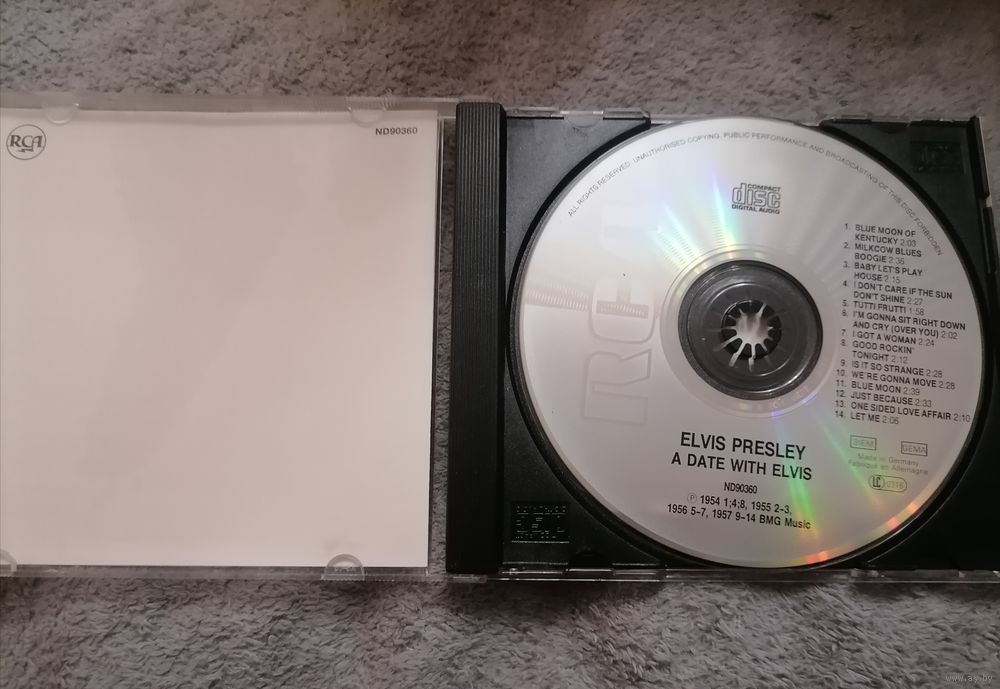 RCA
ND90360
ALL RIGHTS RESERVED. UNAUTHORISED COPYING, PUBLIC PERFORMANCE AND BROADCASTING OF THIS DISC FORBIDDEN
COMPACT
disc
DIGITAL AUDIO
RCA
1. BLUE MOON OF
KENTUCKY 2:03
2. MILKCOW BLUES
BOOGIE 2:36
3. BABY LET'S PLAY
HOUSE 2:15
4. I DON'T CARE IF THE SUN
DON'T SHINE 2:27
5. TUTTI FRUTTI 1:58
6. I'M GONNA SIT RIGHT DOWN
AND CRY (OVER YOU) 2:02
7. I GOT A WOMAN 2:24
8. GOOD ROCKIN'
TONIGHT 2:12
9. IS IT SO STRANGE 2:28
10. WE'RE GONNA MOVE 2:28
11. BLUE MOON 2:39
12. JUST BECAUSE 2:33
13. ONE SIDED LOVE AFFAIR 2:10
14. LET ME 2:06
BIEM GEMA
Made in Germany
Fabriqué en Allemagne
LC 0316
ELVIS PRESLEY
A DATE WITH ELVIS
ND90360
Ⓟ 1954 1;4;8, 1955 2-3,
1956 5-7, 1957 9-14 BMG Music
www.ay.by